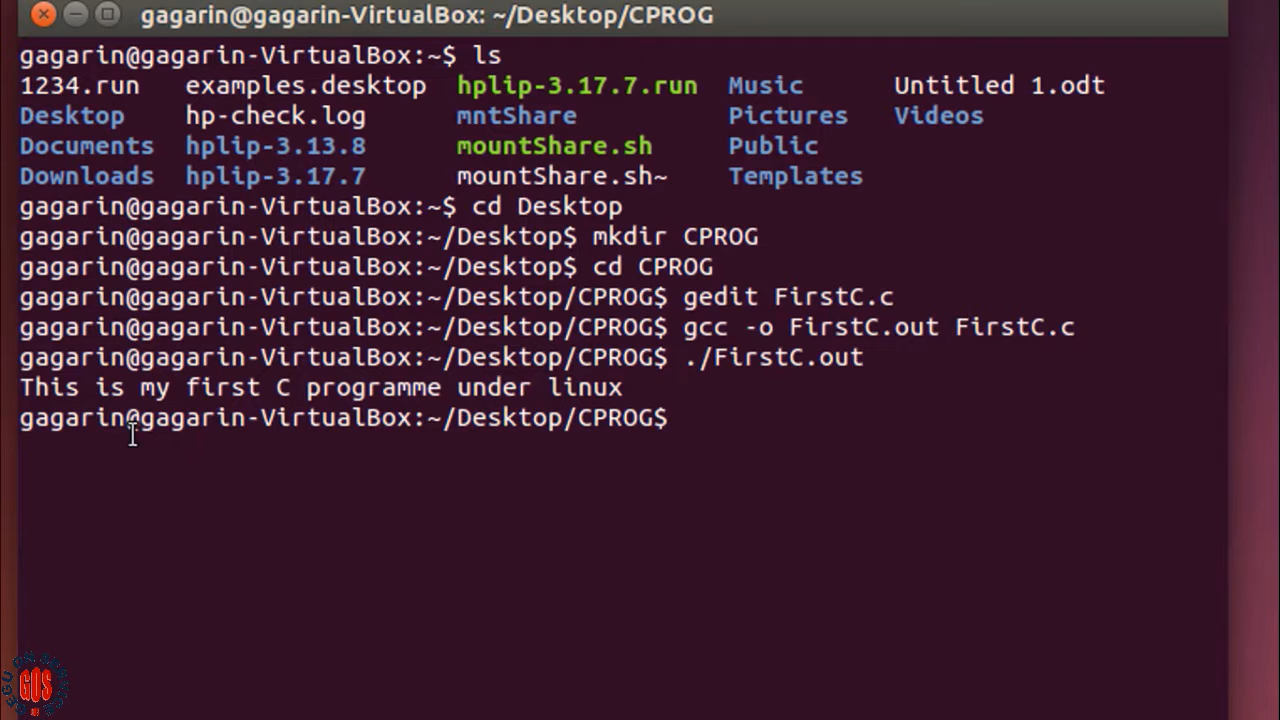 gagarin@gagarin-VirtualBox: ~/Desktop/CPROG
gagarin@gagarin-VirtualBox:~$ ls
1234.run examples.desktop hplip-3.17.7.run Music Untitled 1.odt
Desktop hp-check.log mntShare Pictures Videos
Documents hplip-3.13.8 mountShare.sh Public
Downloads hplip-3.17.7 mountShare.sh~ Templates
gagarin@gagarin-VirtualBox:~$ cd Desktop
gagarin@gagarin-VirtualBox:~/Desktop$ mkdir CPROG
gagarin@gagarin-VirtualBox:~/Desktop$ cd CPROG
gagarin@gagarin-VirtualBox:~/Desktop/CPROG$ gedit FirstC.c
gagarin@gagarin-VirtualBox:~/Desktop/CPROG$ gcc -o FirstC.out FirstC.c
gagarin@gagarin-VirtualBox:~/Desktop/CPROG$ ./FirstC.out
This is my first C programme under linux
gagarin@gagarin-VirtualBox:~/Desktop/CPROG$
GOS